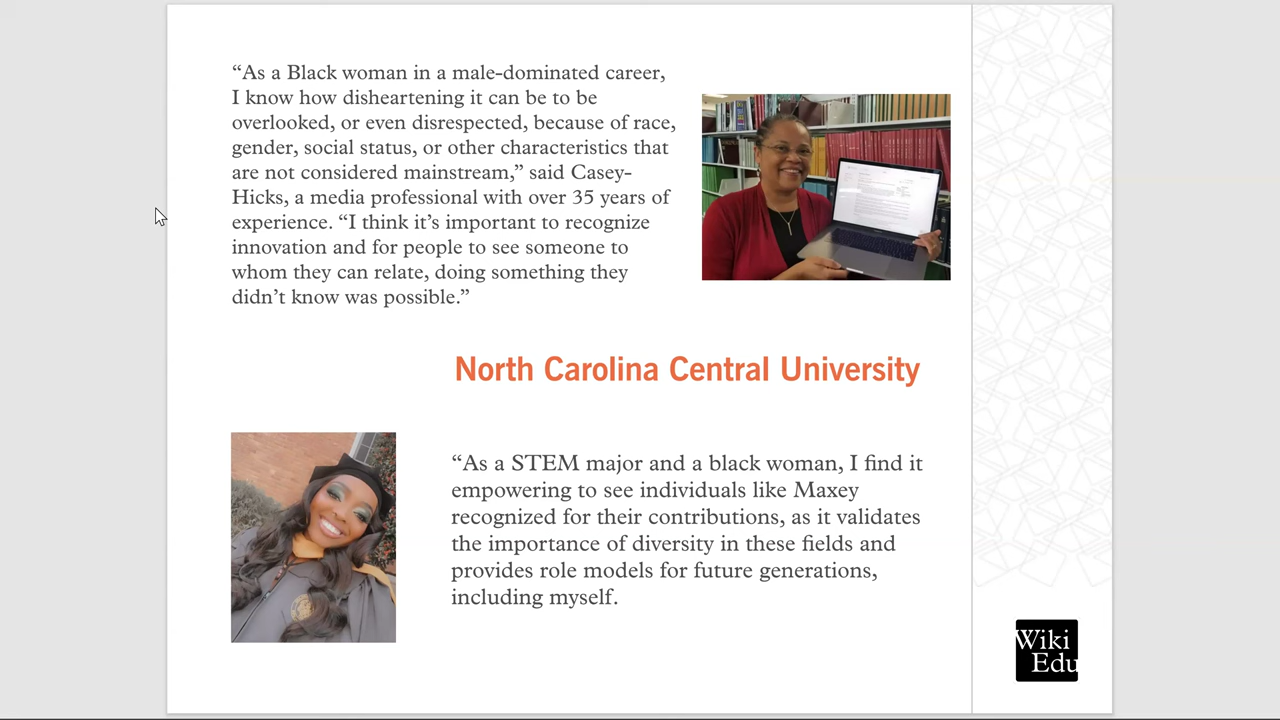 “As a Black woman in a male-dominated career,
I know how disheartening it can be to be
overlooked, or even disrespected, because of race,
gender, social status, or other characteristics that
are not considered mainstream,” said Casey-
Hicks, a media professional with over 35 years of
experience. “I think it’s important to recognize
innovation and for people to see someone to
whom they can relate, doing something they
didn’t know was possible.”
North Carolina Central University
“As a STEM major and a black woman, I find it
empowering to see individuals like Maxey
recognized for their contributions, as it validates
the importance of diversity in these fields and
provides role models for future generations,
including myself.
Wiki
Edu